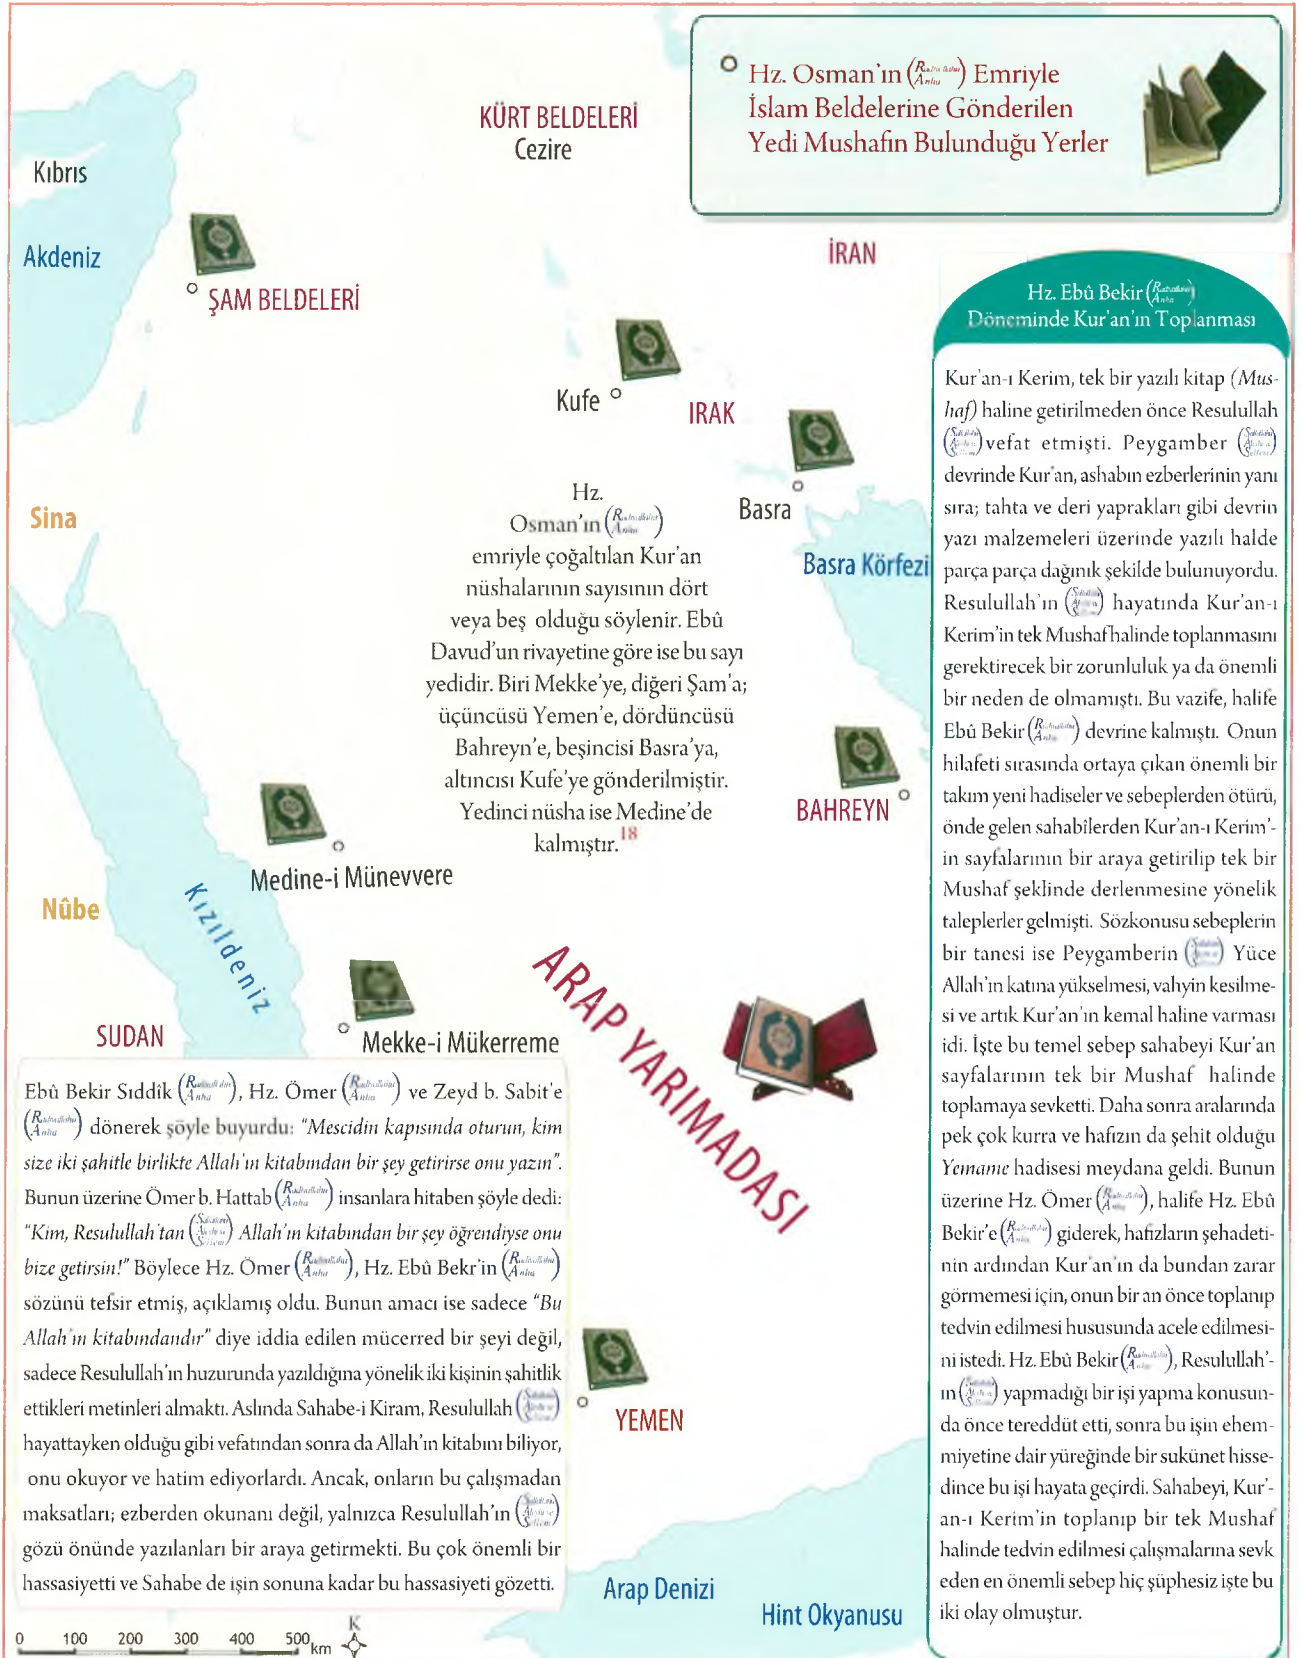 Hz. Osman'ın (Radıyallahu Anhu) Emriyle
İslam Beldelerine Gönderilen
Yedi Mushafın Bulunduğu Yerler
KÜRT BELDELERİ
Cezire
Kıbrıs
Akdeniz
ŞAM BELDELERİ
İRAN
Kufe
IRAK
Basra
Basra Körfezi
Sina
Hz.
Osman'ın (Radıyallahu Anhu)
emriyle çoğaltılan Kur'an
nüshalarının sayısının dört
veya beş olduğu söylenir. Ebû
Davud'un rivayetine göre ise bu sayı
yedidir. Biri Mekke'ye, diğeri Şam'a;
üçüncüsü Yemen'e, dördüncüsü
Bahreyn'e, beşincisi Basra'ya,
altıncısı Kufe'ye gönderilmiştir.
Yedinci nüsha ise Medine'de
kalmıştır.18
BAHREYN
Medine-i Münevvere
Nûbe
Kızıldeniz
SUDAN
Mekke-i Mükerreme
ARAP YARIMADASI
YEMEN
Arap Denizi
Hint Okyanusu
Hz. Ebû Bekir
Döneminde Kur'an'ın Toplanması
Kur'an-ı Kerim, tek bir yazılı kitap (Mus-
haf) haline getirilmeden önce Resulullah
vefat etmişti. Peygamber
devrinde Kur'an, ashabın ezberlerinin yanı
sıra; tahta ve deri yaprakları gibi devrin
yazı malzemeleri üzerinde yazılı halde
parça parça dağınık şekilde bulunuyordu.
Resulullah'ın hayatında Kur'an-ı
Kerim'in tek Mushafhalinde toplanmasını
gerektirecek bir zorunluluk ya da önemli
bir neden de olmamıştı. Bu vazife, halife
Ebû Bekir devrine kalmıştı. Onun
hilafeti sırasında ortaya çıkan önemli bir
takım yeni hadiseler ve sebeplerden ötürü,
önde gelen sahabîlerden Kur'an-ı Kerim'-
in sayfalarının bir araya getirilip tek bir
Mushaf şeklinde derlenmesine yönelik
taleplerler gelmişti. Sözkonusu sebeplerin
bir tanesi ise Peygamberin Yüce
Allah'ın katına yükselmesi, vahyin kesilme-
si ve artık Kur'an'ın kemal haline varması
idi. İşte bu temel sebep sahabeyi Kur'an
sayfalarının tek bir Mushaf halinde
toplamaya sevketti. Daha sonra aralarında
pek çok kurra ve hafızın da şehit olduğu
Yemame hadisesi meydana geldi. Bunun
üzerine Hz. Ömer, halife Hz. Ebû
Bekir'e giderek, hafızların şehadeti-
nin ardından Kur'an'ın da bundan zarar
görmemesi için, onun bir an önce toplanıp
tedvin edilmesi hususunda acele edilmesi-
ni istedi. Hz. Ebû Bekir, Resulullah'-
ın yapmadığı bir işi yapma konusun-
da önce tereddüt etti, sonra bu işin ehem-
miyetine dair yüreğinde bir sukünet hisse-
dince bu işi hayata geçirdi. Sahabeyi, Kur'-
an-ı Kerim'in toplanıp bir tek Mushaf
halinde tedvin edilmesi çalışmalarına sevk
eden en önemli sebep hiç şüphesiz işte bu
iki olay olmuştur.
Ebû Bekir Sıddîk, Hz. Ömer ve Zeyd b. Sabit'e
dönerek şöyle buyurdu: "Mescidin kapısında oturun, kim
size iki şahitle birlikte Allah'ın kitabından bir şey getirirse onu yazın".
Bunun üzerine Ömer b. Hattab insanlara hitaben şöyle dedi:
"Kim, Resulullah'tan Allah'ın kitabından bir şey öğrendiyse onu
bize getirsin!" Böylece Hz. Ömer, Hz. Ebû Bekr'in
sözünü tefsir etmiş, açıklamış oldu. Bunun amacı ise sadece "Bu
Allah'ın kitabındandır" diye iddia edilen mücerred bir şeyi değil,
sadece Resulullah'ın huzurunda yazıldığına yönelik iki kişinin şahitlik
ettikleri metinleri almaktı. Aslında Sahabe-i Kiram, Resulullah
hayattayken olduğu gibi vefatından sonra da Allah'ın kitabını biliyor,
onu okuyor ve hatim ediyorlardı. Ancak, onların bu çalışmadan
maksatları; ezberden okunanı değil, yalnızca Resulullah'ın
gözü önünde yazılanları bir araya getirmekti. Bu çok önemli bir
hassasiyetti ve Sahabe de işin sonuna kadar bu hassasiyeti gözetti.
K
0 100 200 300 400 500 km